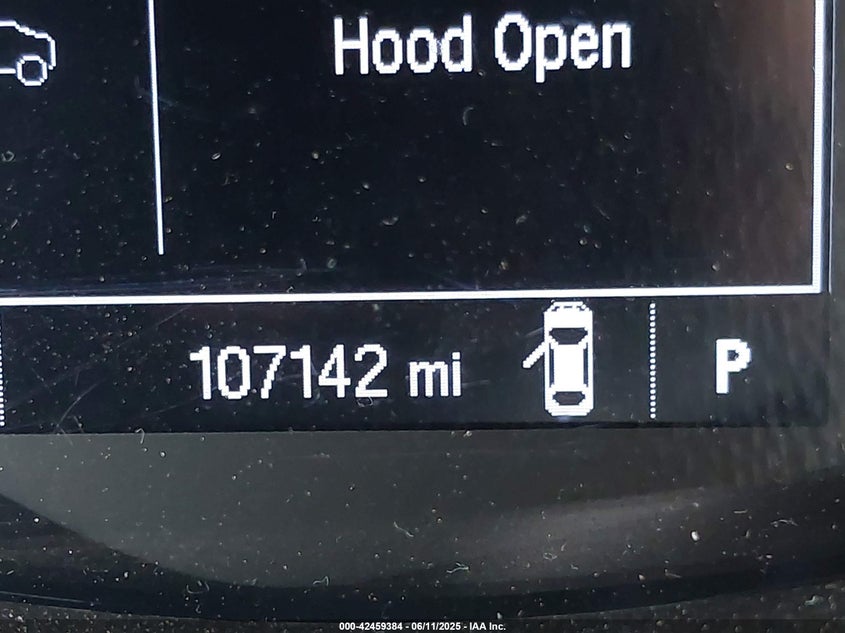 Hood Open
107142 mi
P
000-42459384 - 06/11/2025 - IAA Inc.